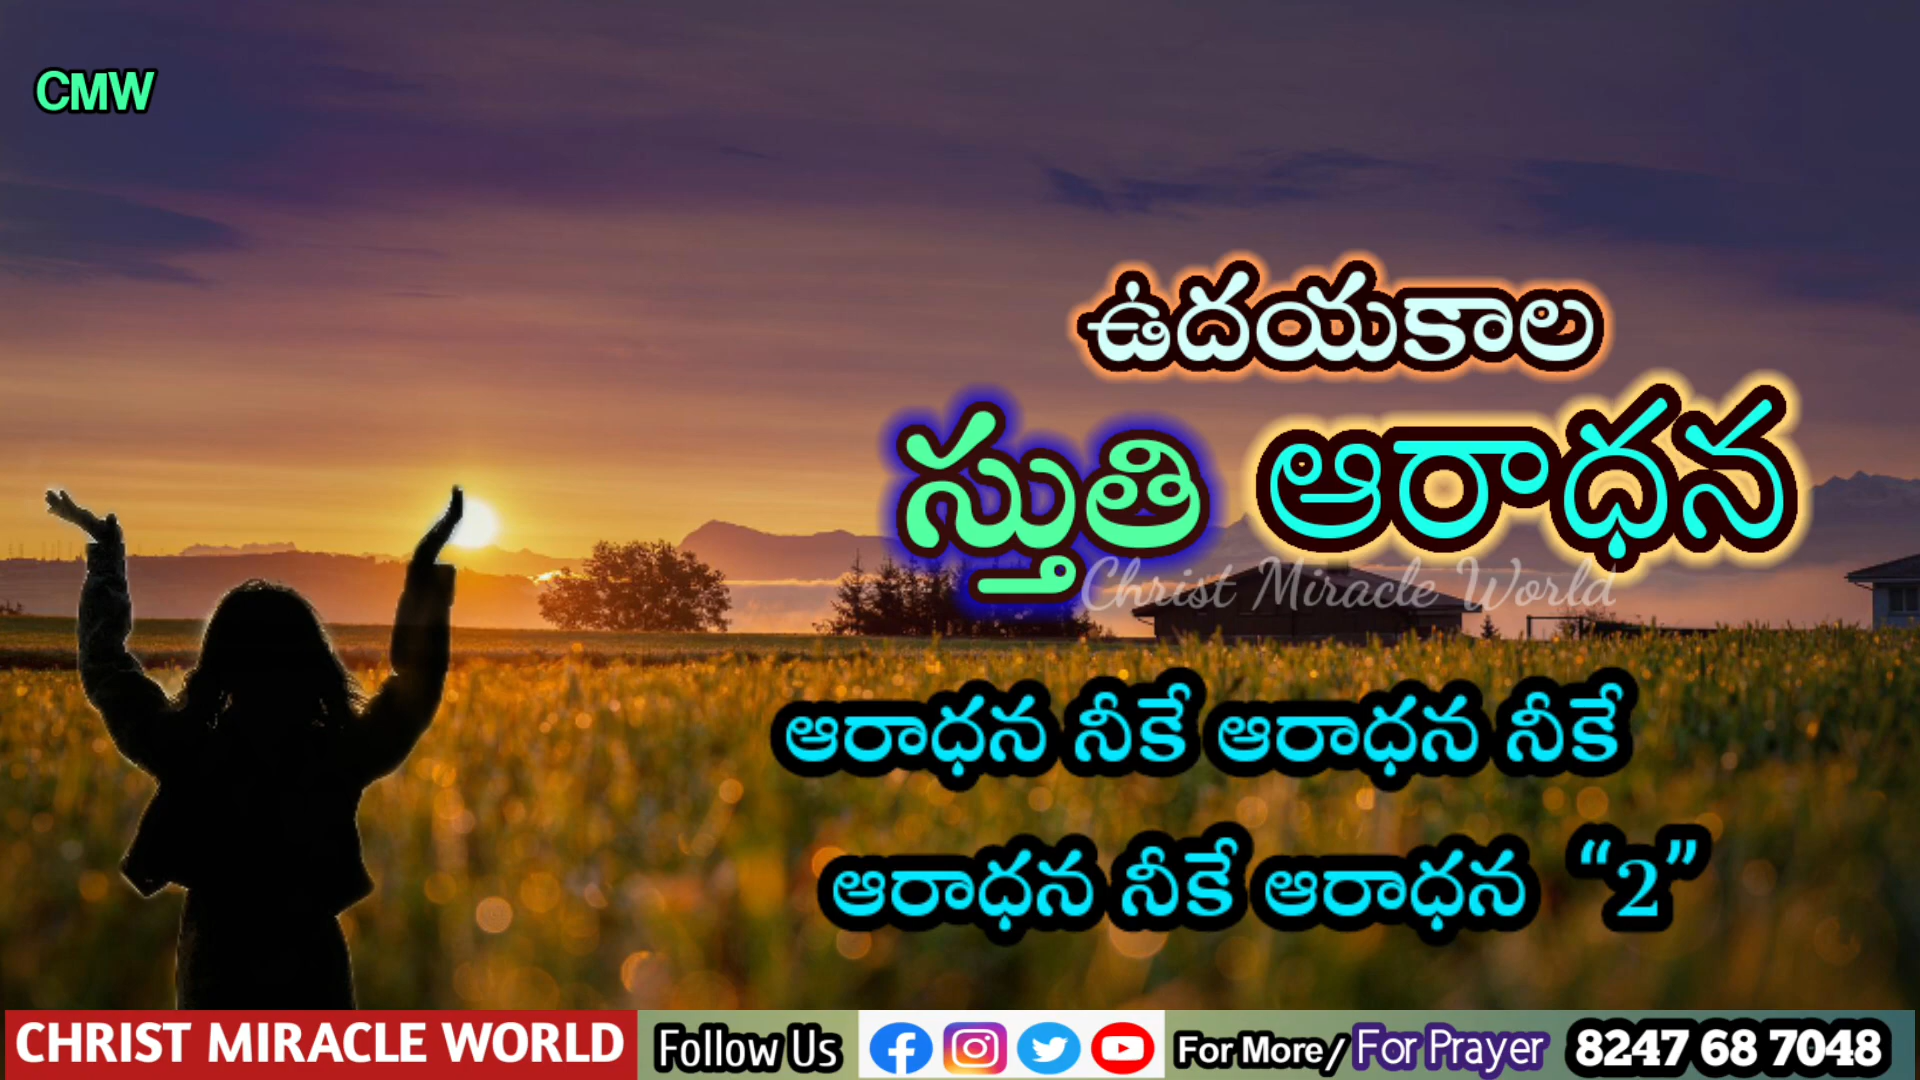 CMW
ఉదయకాల
స్తుతి ఆరాధన
Christ Miracle World
ఆరాధన నీకే ఆరాధన నీకే
ఆరాధన నీకే ఆరాధన “2”
CHRIST MIRACLE WORLD Follow Us For More/ For Prayer 8247 68 7048